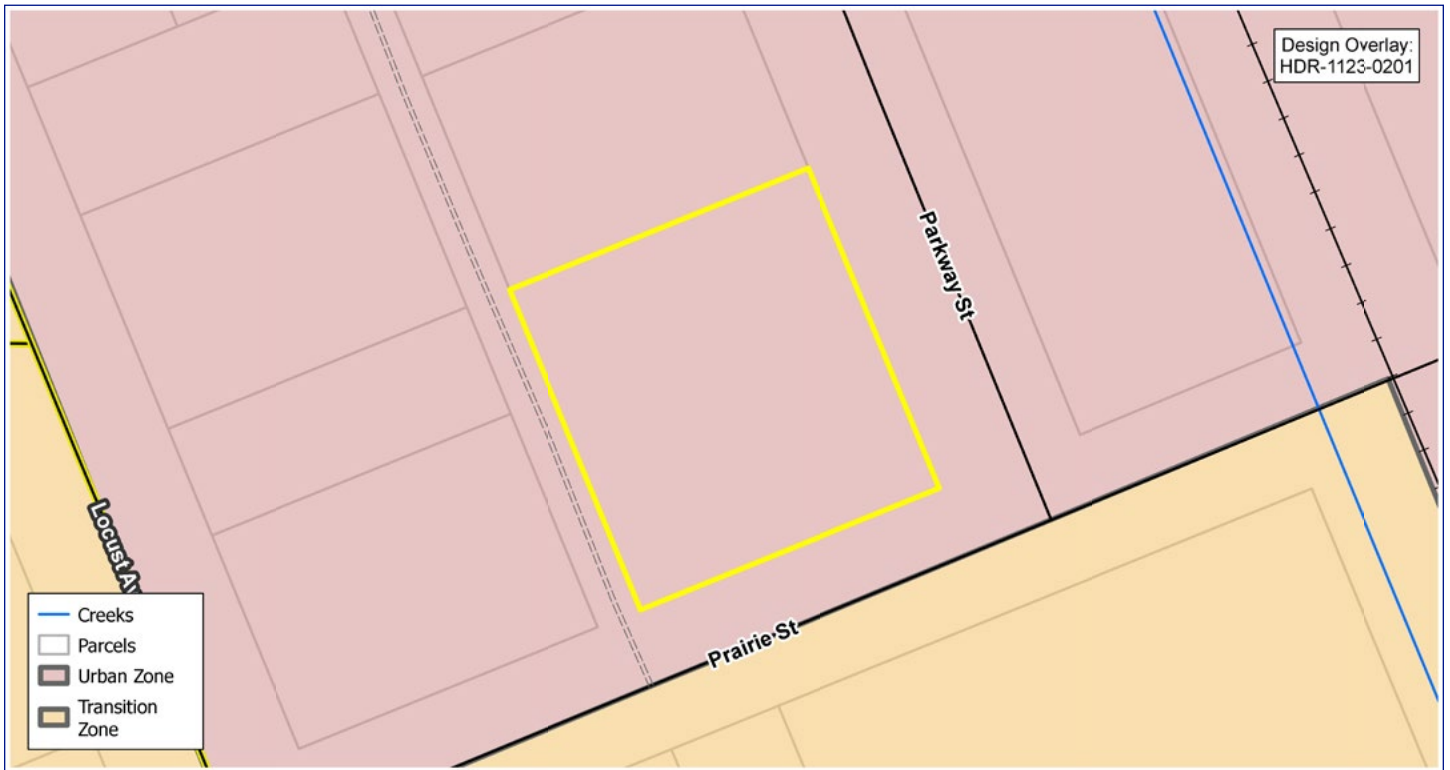 Design Overlay:
HDR-1123-0201
Parkway St
Locust Av
Prairie St
Creeks
Parcels
Urban Zone
Transition
Zone